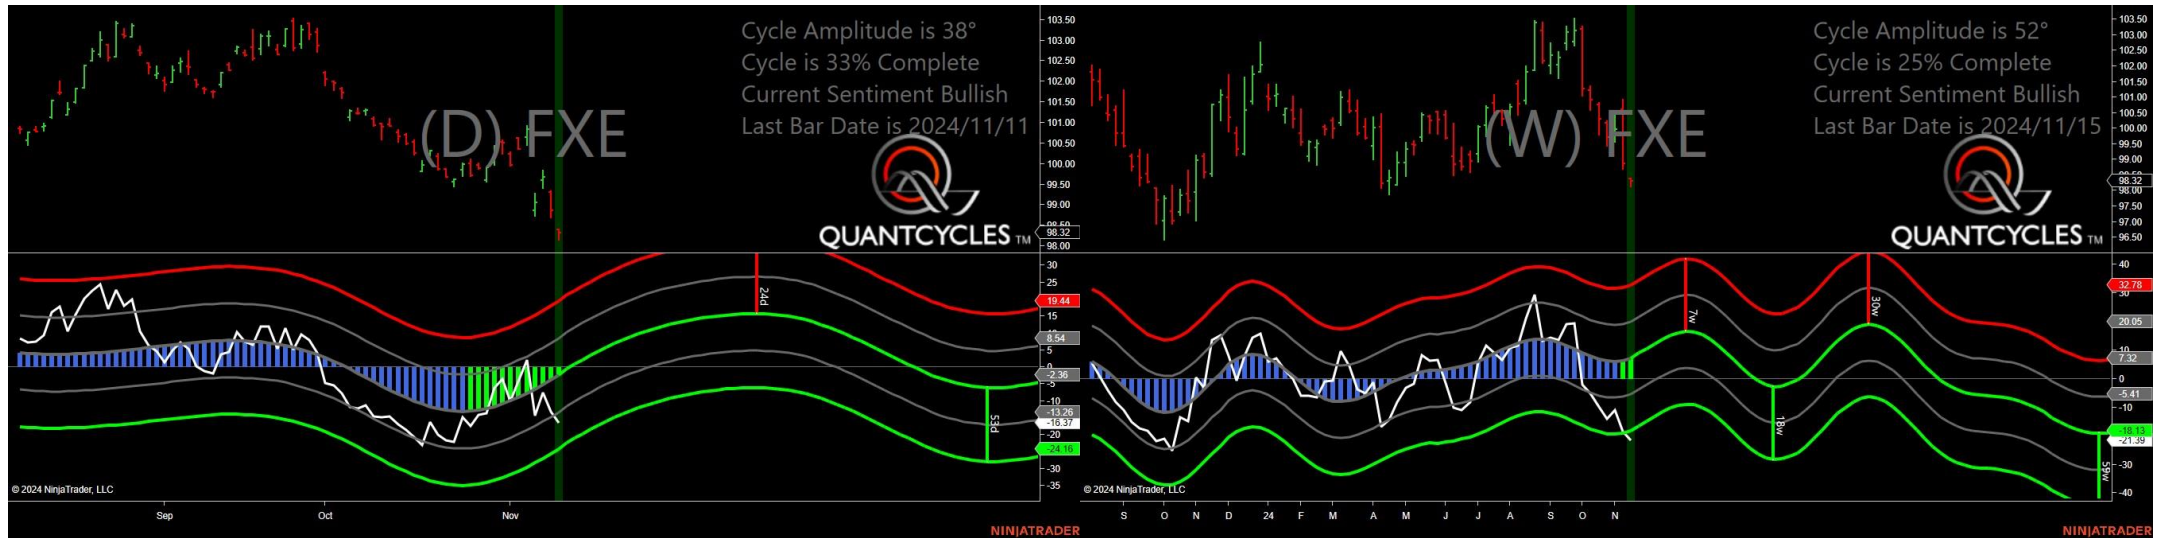 Cycle Amplitude is 38°
Cycle is 33% Complete
Current Sentiment Bullish
Last Bar Date is 2024/11/11
(D) FXE
QUANTCYCLES TM
103.50
103.00
102.50
102.00
101.50
101.00
100.50
100.00
99.50
99.00
98.32
98.00
30
25
19.44
15
8.54
5
0
-2.36
-5
-10
-13.26
-16.37
-20
-24.16
-30
-35
24d
53d
© 2024 NinjaTrader, LLC
Sep
Oct
Nov
NINJATRADER
Cycle Amplitude is 52°
Cycle is 25% Complete
Current Sentiment Bullish
Last Bar Date is 2024/11/15
(W) FXE
QUANTCYCLES TM
103.50
103.00
102.50
102.00
101.50
101.00
100.50
100.00
99.50
99.00
98.32
98.00
97.50
97.00
96.50
40
32.78
30
20.05
10
7.32
0
-5.41
-10
-18.13
-21.39
-30
-40
7w
18w
30w
59w
© 2024 NinjaTrader, LLC
S O N D 24 F M A M J J A S O N
NINJATRADER